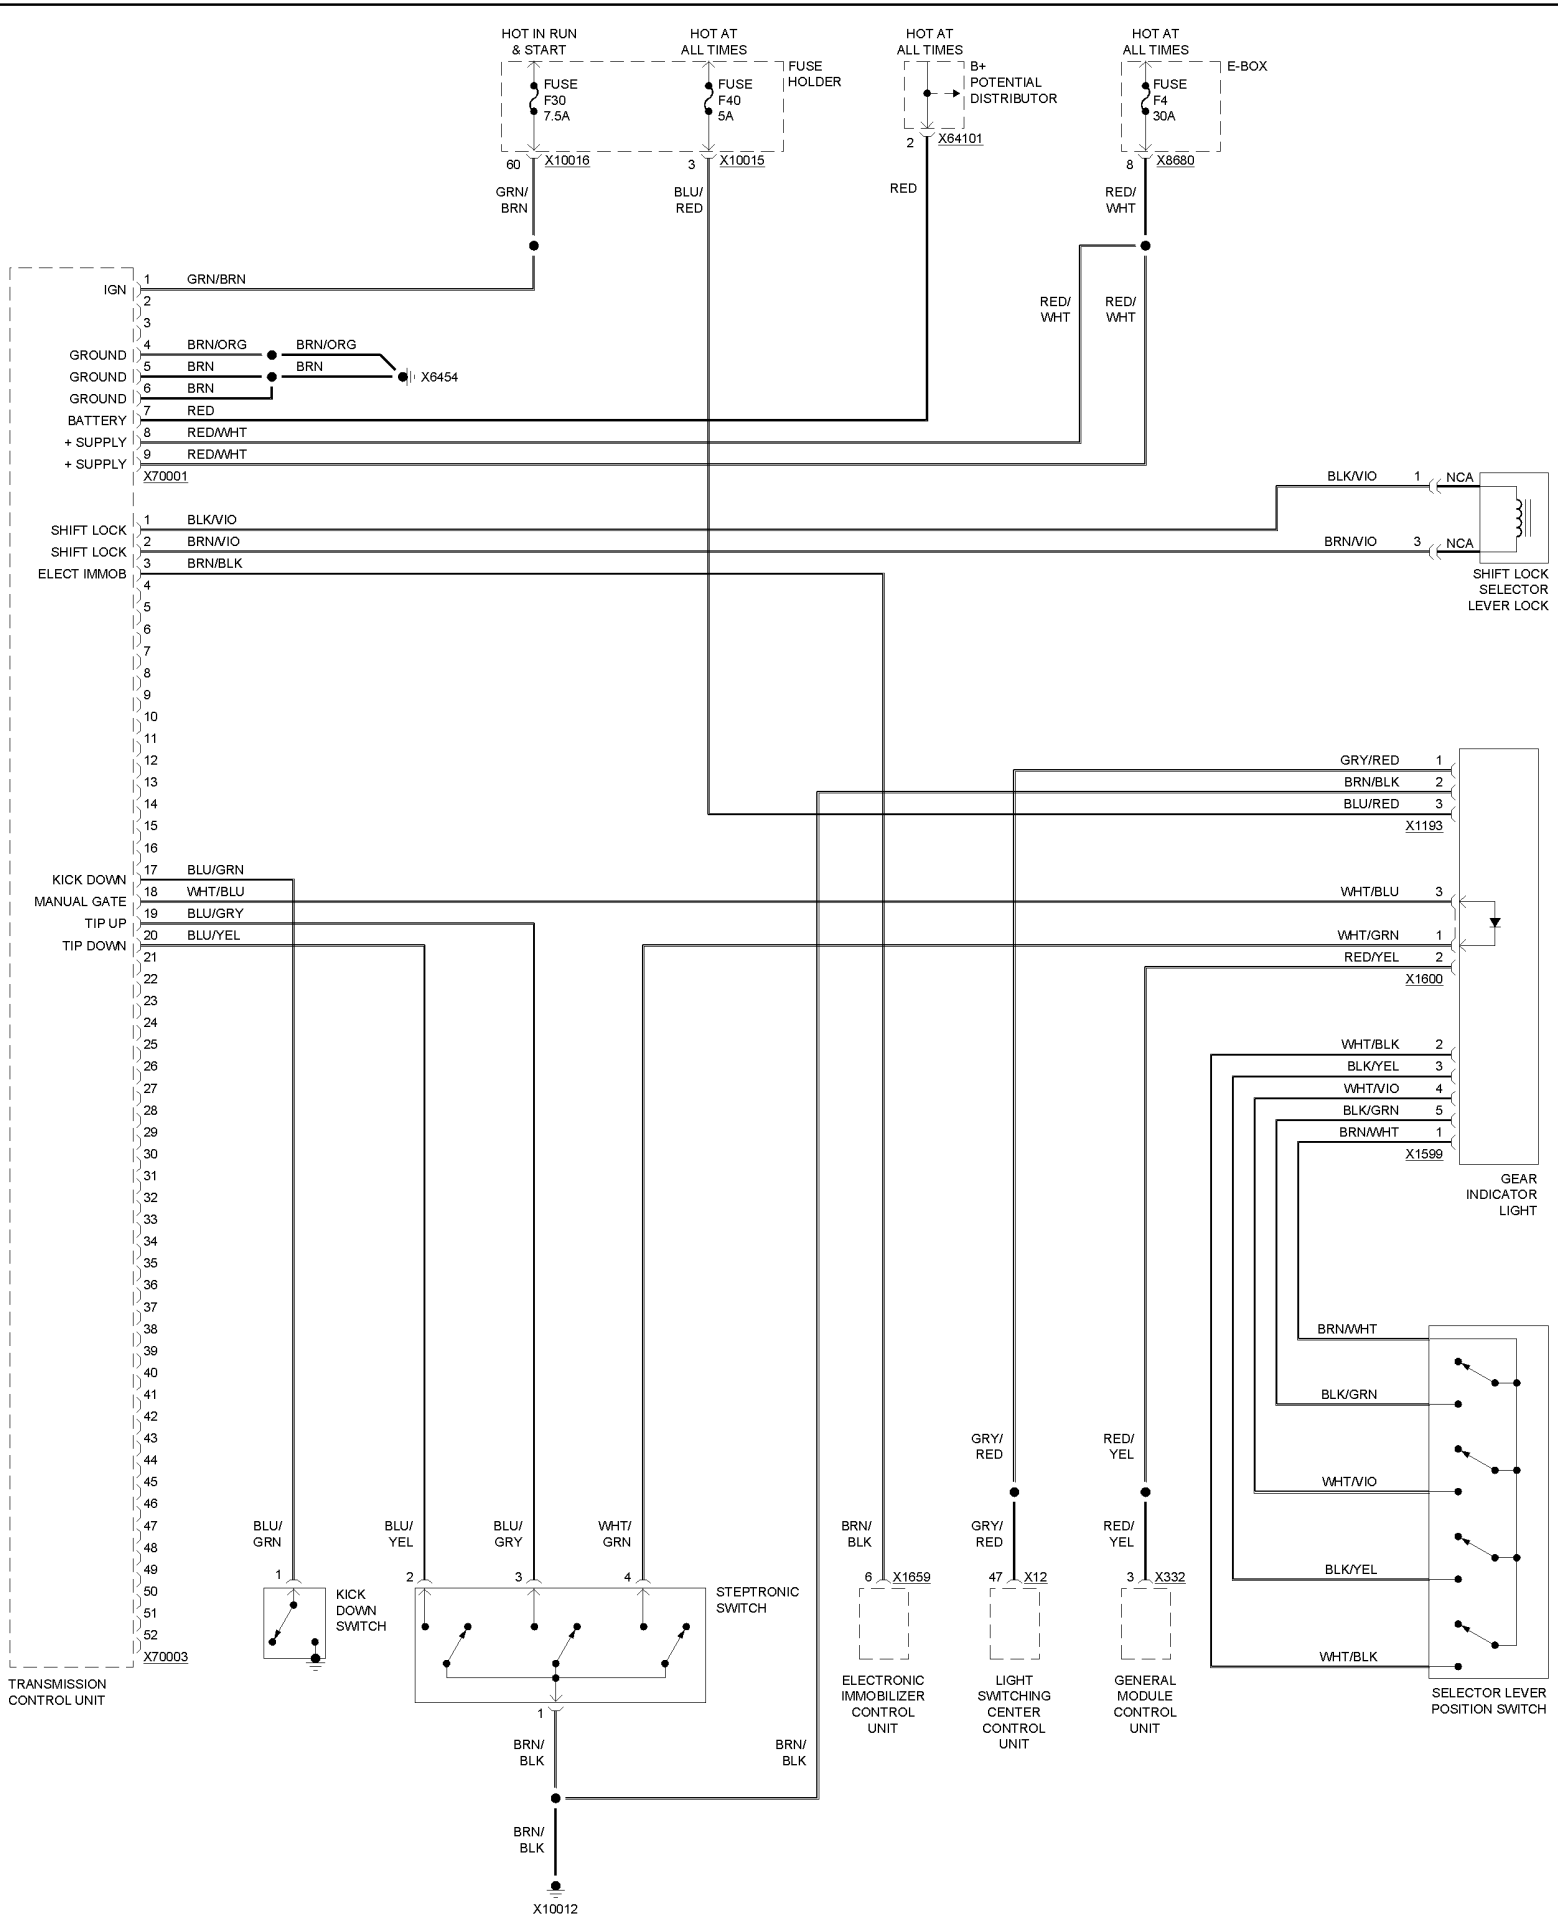 HOT IN RUN
& START
HOT AT
ALL TIMES
HOT AT
ALL TIMES
HOT AT
ALL TIMES
FUSE
F30
7.5A
FUSE
F40
5A
FUSE
HOLDER
B+
POTENTIAL
DISTRIBUTOR
FUSE
F4
30A
E-BOX
60 X10016
3 X10015
2 X64101
8 X8680
GRN/
BRN
BLU/
RED
RED
RED/
WHT
RED/
WHT
RED/
WHT
IGN 1 GRN/BRN
2
3
GROUND 4 BRN/ORG BRN/ORG
GROUND 5 BRN BRN X6454
GROUND 6 BRN
BATTERY 7 RED
+ SUPPLY 8 RED/WHT
+ SUPPLY 9 RED/WHT
X70001
BLK/VIO 1 NCA
BRN/VIO 3 NCA
SHIFT LOCK
SELECTOR
LEVER LOCK
SHIFT LOCK 1 BLK/VIO
SHIFT LOCK 2 BRN/VIO
ELECT IMMOB 3 BRN/BLK
4
5
6
7
8
9
10
11
12
13
14
15
16
KICK DOWN 17 BLU/GRN
MANUAL GATE 18 WHT/BLU
TIP UP 19 BLU/GRY
TIP DOWN 20 BLU/YEL
21
22
23
24
25
26
27
28
29
30
31
32
33
34
35
36
37
38
39
40
41
42
43
44
45
46
47
48
49
50
51
52
X70003
TRANSMISSION
CONTROL UNIT
GRY/RED 1
BRN/BLK 2
BLU/RED 3
X1193
WHT/BLU 3
WHT/GRN 1
RED/YEL 2
X1600
WHT/BLK 2
BLK/YEL 3
WHT/VIO 4
BLK/GRN 5
BRN/WHT 1
X1599
GEAR
INDICATOR
LIGHT
BRN/WHT
BLK/GRN
WHT/VIO
BLK/YEL
WHT/BLK
SELECTOR LEVER
POSITION SWITCH
GRY/
RED
RED/
YEL
BLU/
GRN
BLU/
YEL
BLU/
GRY
WHT/
GRN
BRN/
BLK
GRY/
RED
RED/
YEL
1
2
3
4
6 X1659
47 X12
3 X332
KICK
DOWN
SWITCH
STEPTRONIC
SWITCH
ELECTRONIC
IMMOBILIZER
CONTROL
UNIT
LIGHT
SWITCHING
CENTER
CONTROL
UNIT
GENERAL
MODULE
CONTROL
UNIT
1
BRN/
BLK
BRN/
BLK
BRN/
BLK
X10012